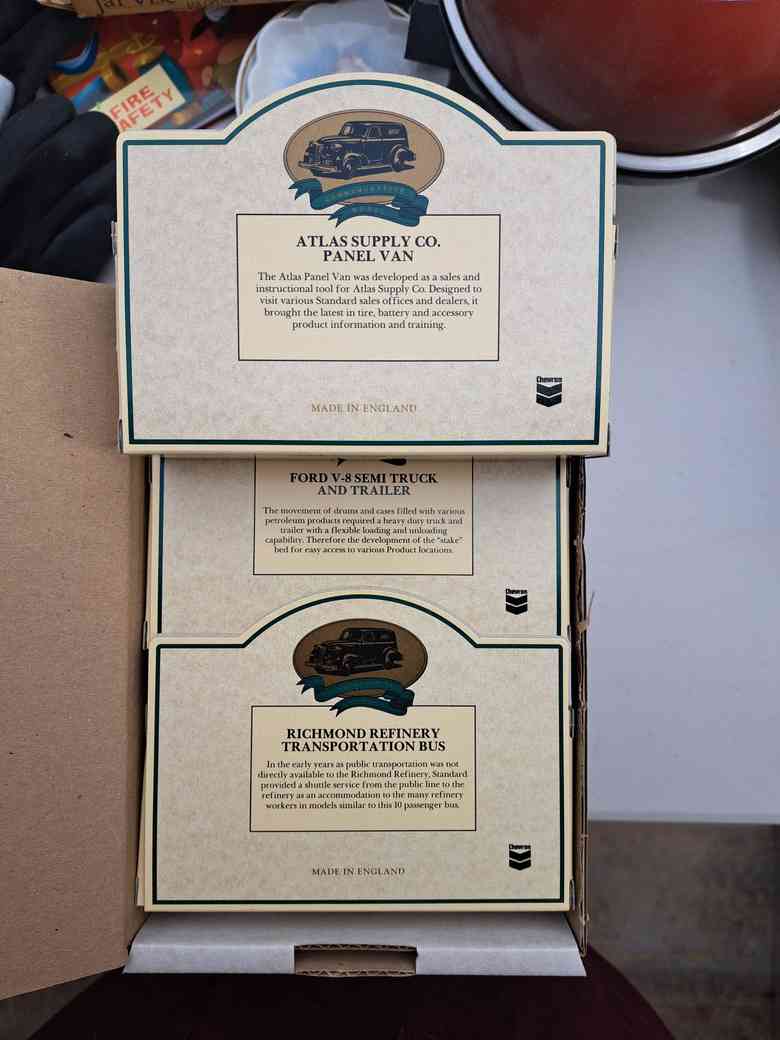 FIRE
SAFETY
COMMEMORATIVE
MODEL
ATLAS SUPPLY CO.
PANEL VAN
The Atlas Panel Van was developed as a sales and
instructional tool for Atlas Supply Co. Designed to
visit various Standard sales offices and dealers, it
brought the latest in tire, battery and accessory
product information and training.
Chevron
MADE IN ENGLAND
FORD V-8 SEMI TRUCK
AND TRAILER
The movement of drums and cases filled with various
petroleum products required a heavy duty truck and
trailer with a flexible loading and unloading
capability. Therefore the development of the "stake"
bed for easy access to various Product locations.
Chevron
RICHMOND REFINERY
TRANSPORTATION BUS
In the early years as public transportation was not
directly available to the Richmond Refinery, Standard
provided a shuttle service from the public line to the
refinery as an accommodation to the many refinery
workers in models similar to this 10 passenger bus.
Chevron
MADE IN ENGLAND